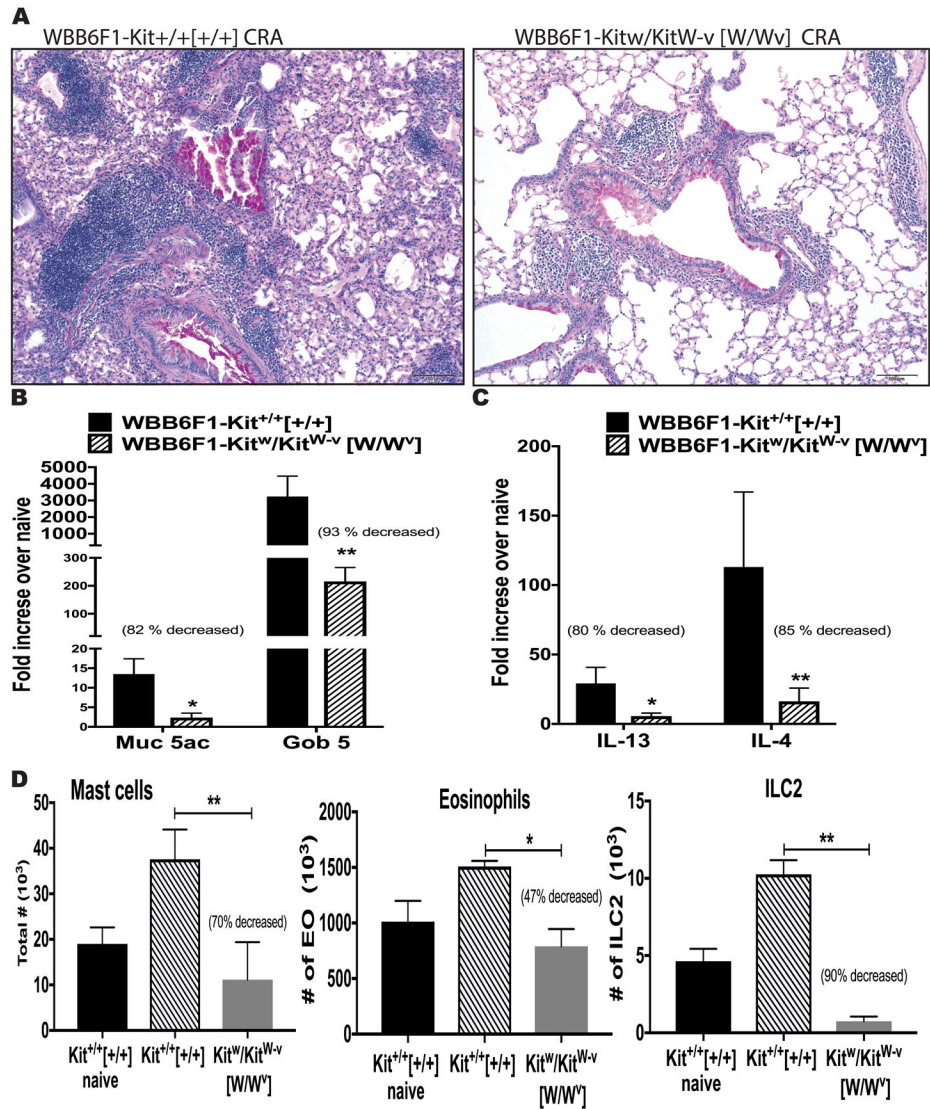 A
WBB6F1-Kit+/+[+/+] CRA
WBB6F1-Kitw/KitW-v [W/Wv] CRA
B
WBB6F1-Kit+/+[+/+]
WBB6F1-Kitw/KitW-v [W/Wv]
Fold increse over naive
5000
4000
3000
2000
1000
300
200
100
20
15
10
5
0
(82 % decreased)
*
(93 % decreased)
**
Muc 5ac
Gob 5
C
WBB6F1-Kit+/+[+/+]
WBB6F1-Kitw/KitW-v [W/Wv]
Fold increse over naive
200
150
100
50
0
(80 % decreased)
*
(85 % decreased)
**
IL-13
IL-4
D
Mast cells
Total # (103)
50
40
30
20
10
0
**
(70% decreased)
Kit+/+[+/+]
naive
Kit+/+[+/+]
Kitw/KitW-v
[W/Wv]
Eosinophils
# of EO (103)
2000
1500
1000
500
0
*
(47% decreased)
Kit+/+[+/+]
naive
Kit+/+[+/+]
Kitw/KitW-v
[W/Wv]
ILC2
# of ILC2 (103)
15
10
5
0
**
(90% decreased)
Kit+/+[+/+]
naive
Kit+/+[+/+]
Kitw/KitW-v
[W/Wv]